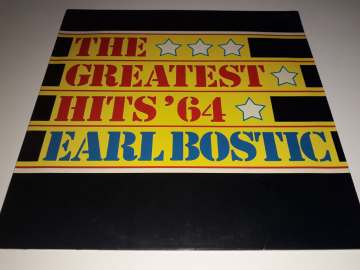 THE
GREATEST
HITS '64
EARL BOSTIC